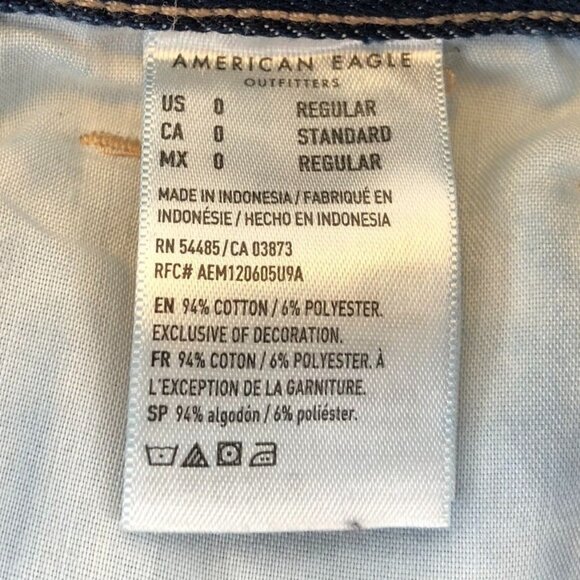 AMERICAN EAGLE
OUTFITTERS
US 0 REGULAR
CA 0 STANDARD
MX 0 REGULAR
MADE IN INDONESIA / FABRIQUÉ EN
INDONÉSIE / HECHO EN INDONESIA
RN 54485 / CA 03873
RFC# AEM120605U9A
EN 94% COTTON / 6% POLYESTER.
EXCLUSIVE OF DECORATION.
FR 94% COTON / 6% POLYESTER. À
L'EXCEPTION DE LA GARNITURE.
SP 94% algodón / 6% poliéster.